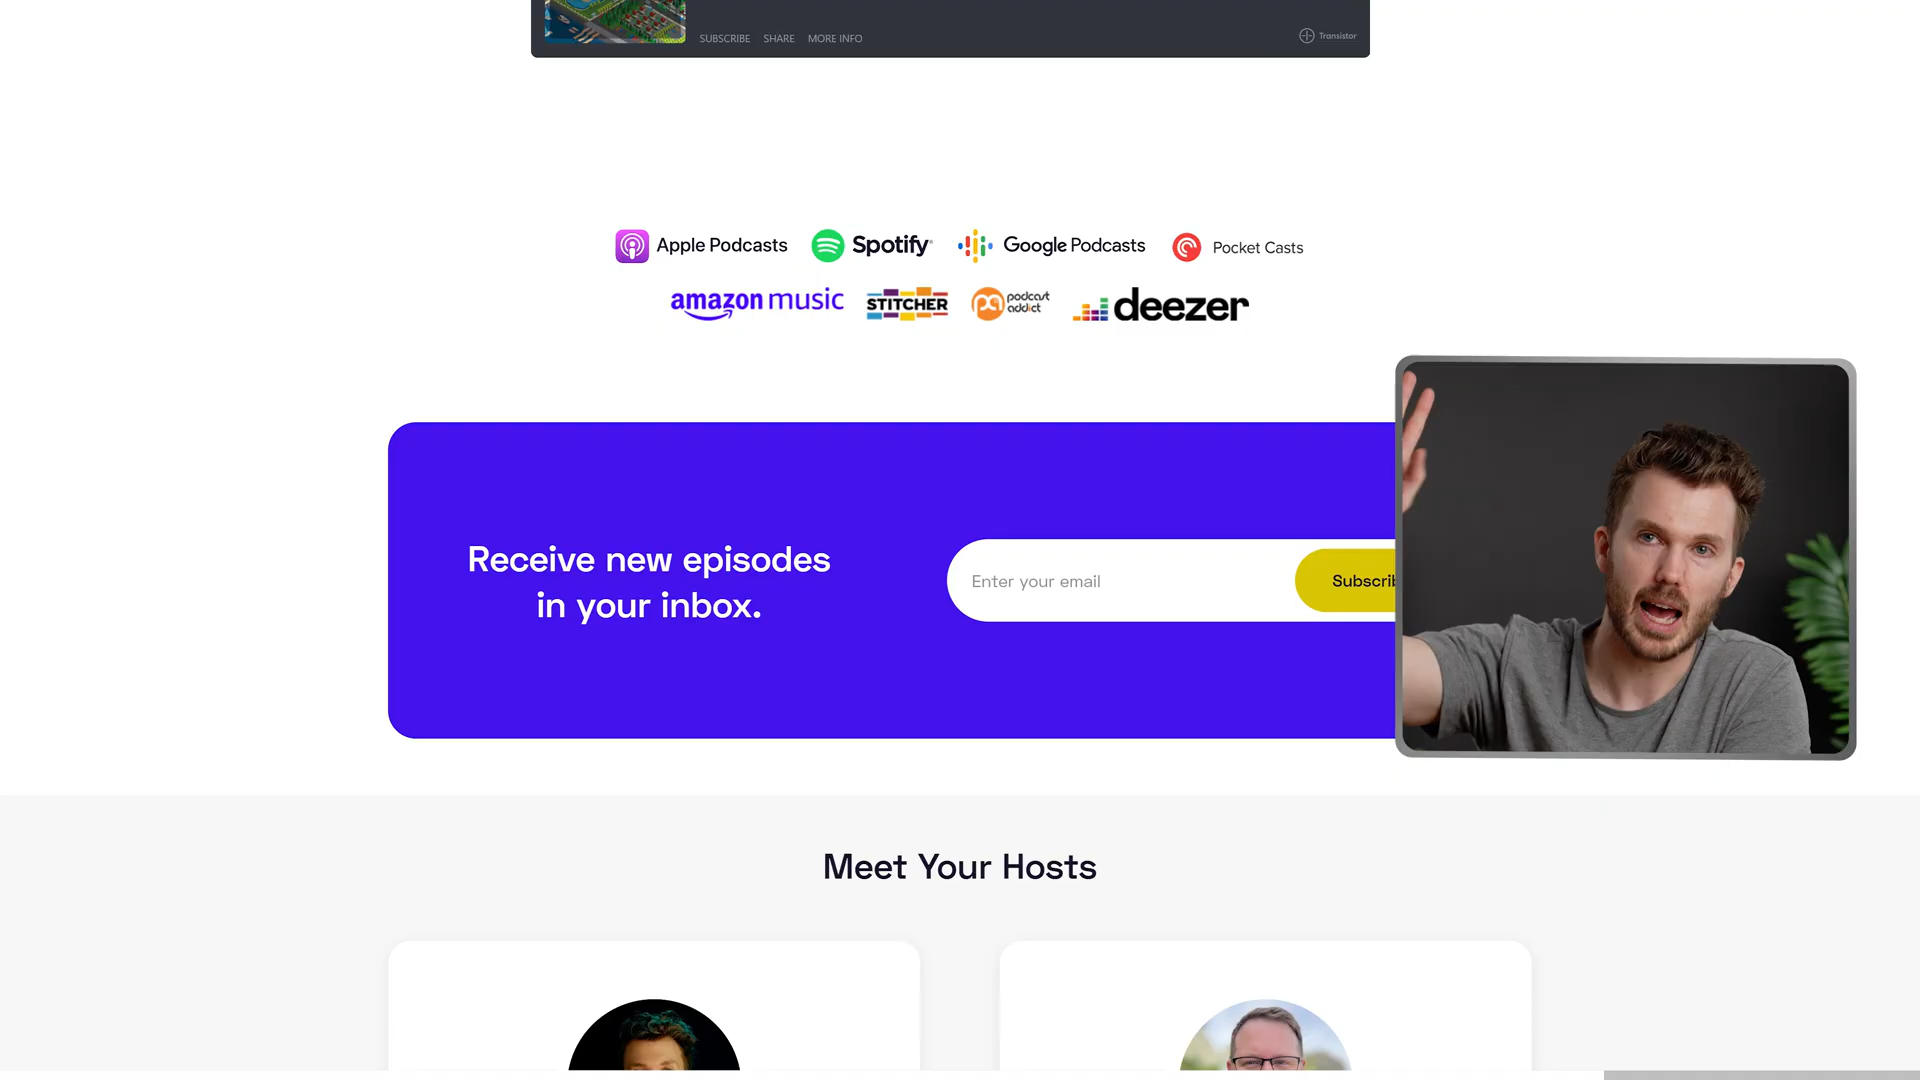 SUBSCRIBE SHARE MORE INFO
Transistor
Apple Podcasts
Spotify
Google Podcasts
Pocket Casts
amazon music
STITCHER
podcast
addict
deezer
Receive new episodes
in your inbox.
Enter your email
Subscrib
Meet Your Hosts